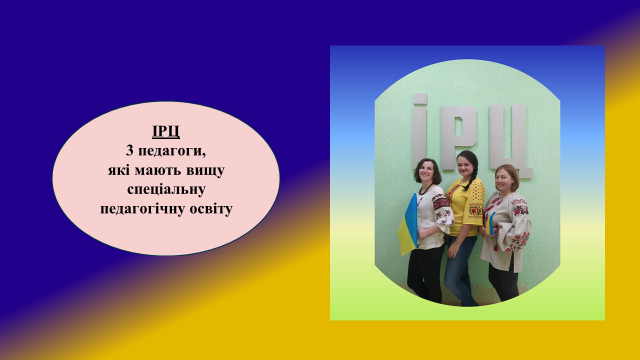 ІРЦ
3 педагоги,
які мають вищу
спеціальну
педагогічну освіту
ірц